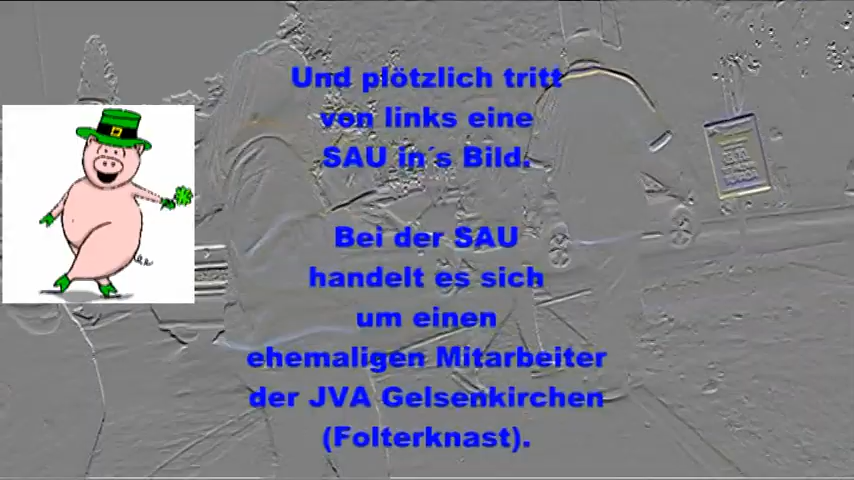 Und plötzlich tritt
von links eine
SAU in´s Bild.
Bei der SAU
handelt es sich
um einen
ehemaligen Mitarbeiter
der JVA Gelsenkirchen
(Folterknast).